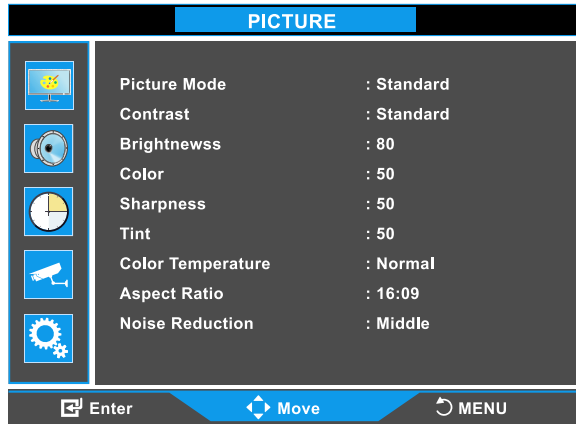 PICTURE
Picture Mode : Standard
Contrast : Standard
Brightnewss : 80
Color : 50
Sharpness : 50
Tint : 50
Color Temperature : Normal
Aspect Ratio : 16:09
Noise Reduction : Middle
Enter Move MENU